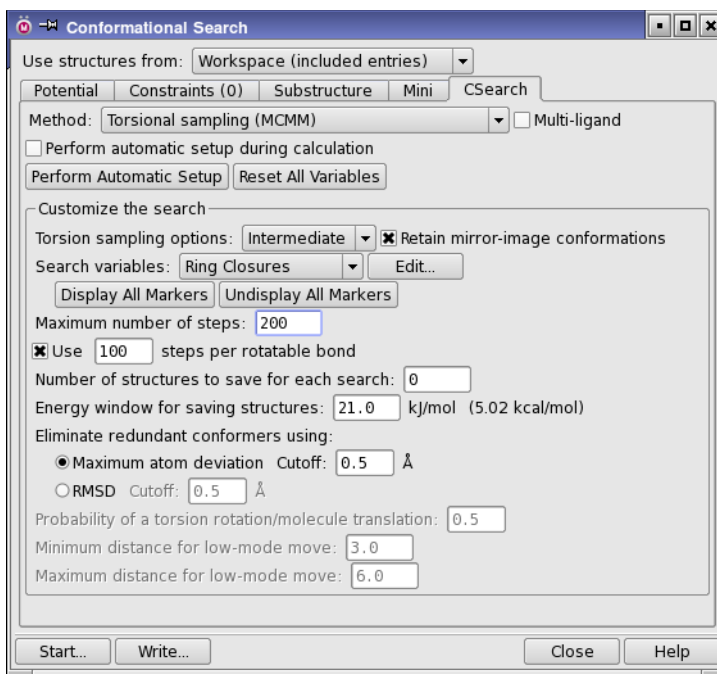 Conformational Search
Use structures from: Workspace (included entries)
Potential Constraints (0) Substructure Mini CSearch
Method: Torsional sampling (MCMM) Multi-ligand
Perform automatic setup during calculation
Perform Automatic Setup Reset All Variables
Customize the search
Torsion sampling options: Intermediate Retain mirror-image conformations
Search variables: Ring Closures Edit...
Display All Markers Undisplay All Markers
Maximum number of steps: 200
Use 100 steps per rotatable bond
Number of structures to save for each search: 0
Energy window for saving structures: 21.0 kJ/mol (5.02 kcal/mol)
Eliminate redundant conformers using:
Maximum atom deviation Cutoff: 0.5 Å
RMSD Cutoff: 0.5 Å
Probability of a torsion rotation/molecule translation: 0.5
Minimum distance for low-mode move: 3.0
Maximum distance for low-mode move: 6.0
Start... Write... Close Help